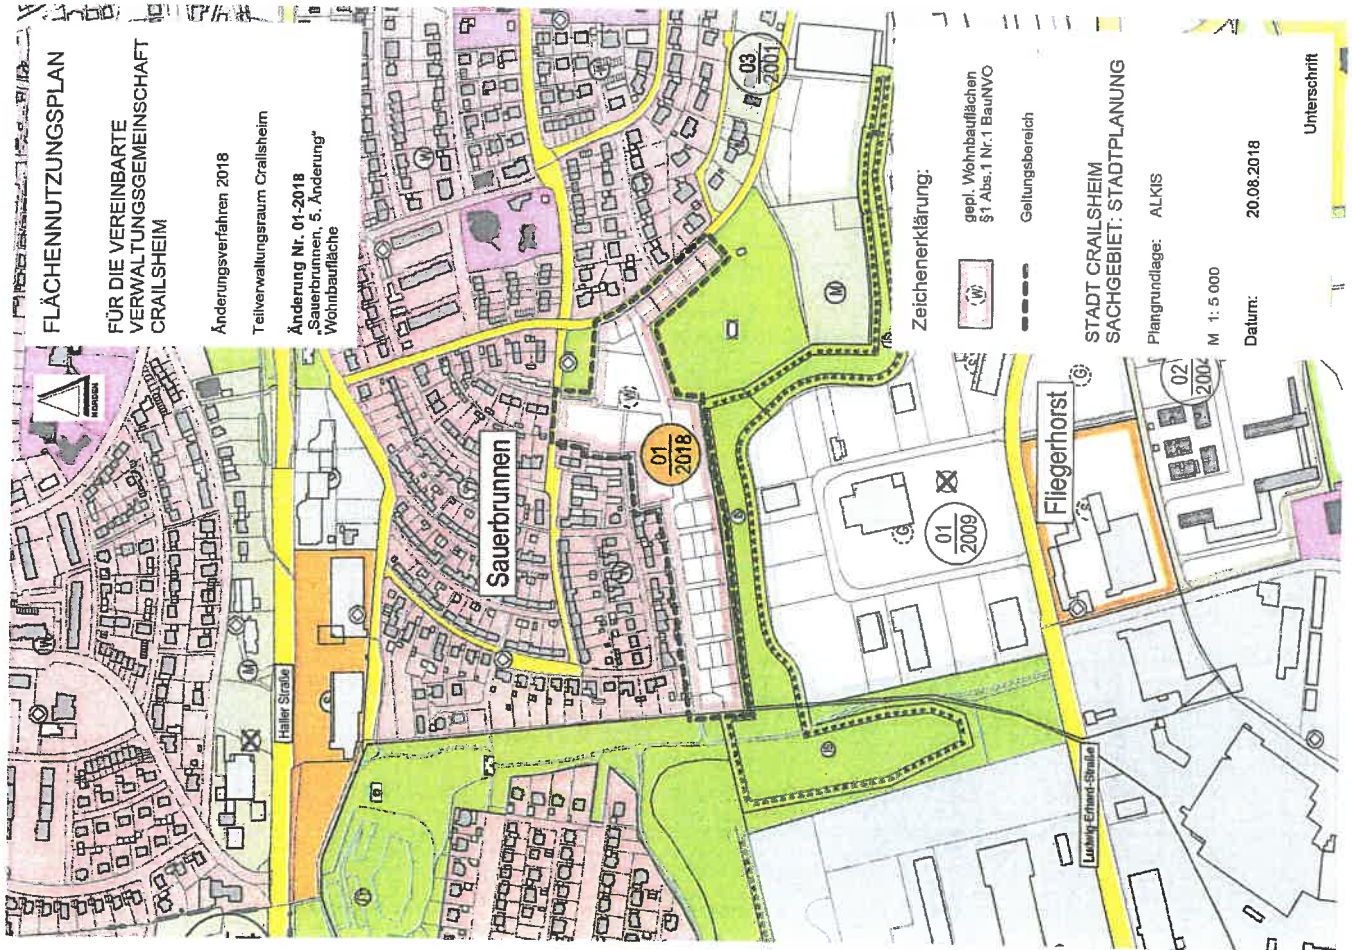 FLÄCHENNUTZUNGSPLAN
FÜR DIE VEREINBARTE
VERWALTUNGSGEMEINSCHAFT
CRAILSHEIM
Änderungsverfahren 2018
Teilverwaltungsraum Crailsheim
Änderung Nr. 01-2018
„Sauerbrunnen, 5. Änderung"
Wohnbaufläche
NORDEN
Haller Straße
Sauerbrunnen
01
2018
03
2001
W
W
W
M
M
01
2009
G
G
Fliegerhorst
02
Ludwig-Erhard-Straße
Zeichenerklärung:
W
gepl. Wohnbauflächen
§1 Abs.1 Nr.1 BauNVO
Geltungsbereich
STADT CRAILSHEIM
SACHGEBIET: STADTPLANUNG
Plangrundlage: ALKIS
M 1: 5 000
Datum: 20.08.2018
Unterschrift